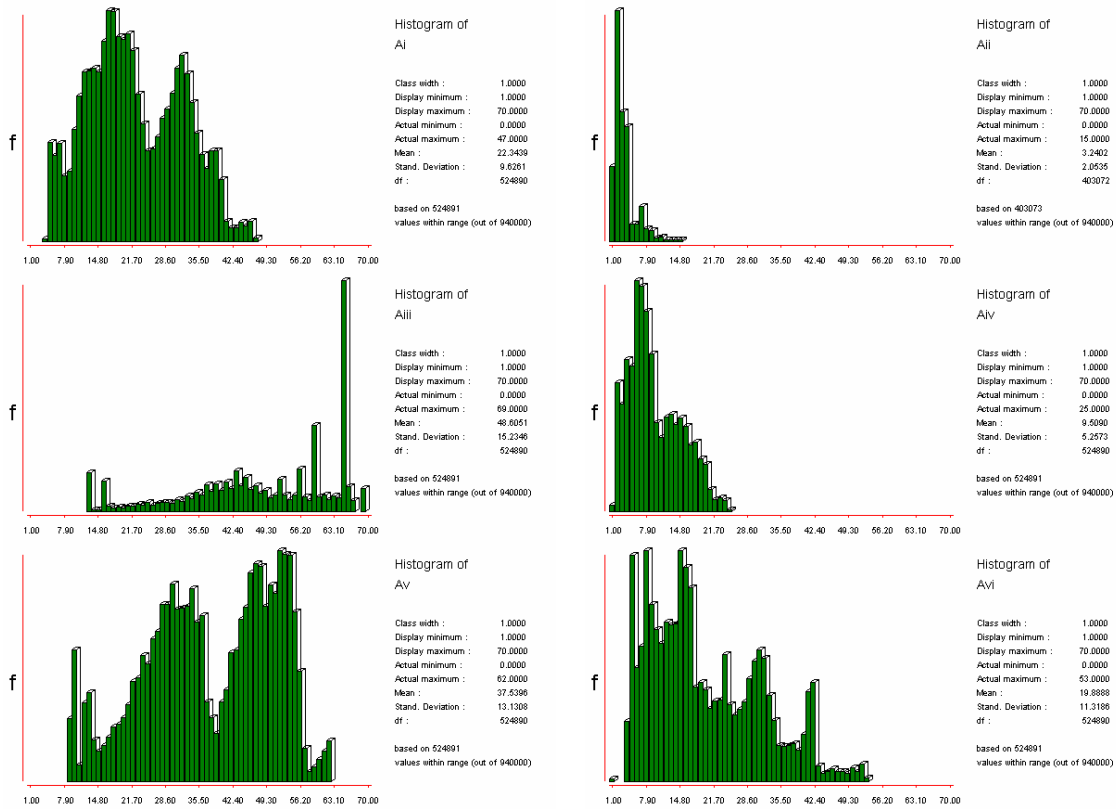 Histogram of
Ai
Class width : 1.0000
Display minimum : 1.0000
Display maximum : 70.0000
Actual minimum : 0.0000
Actual maximum : 47.0000
Mean : 22.3439
Stand. Deviation : 9.6261
df : 524890
based on 524891
values within range (out of 940000)
f
1.00 7.90 14.80 21.70 28.60 35.50 42.40 49.30 56.20 63.10 70.00
Histogram of
Aii
Class width : 1.0000
Display minimum : 1.0000
Display maximum : 70.0000
Actual minimum : 0.0000
Actual maximum : 15.0000
Mean : 3.2402
Stand. Deviation : 2.0535
df : 403072
based on 403073
values within range (out of 940000)
f
1.00 7.90 14.80 21.70 28.60 35.50 42.40 49.30 56.20 63.10 70.00
Histogram of
Aiii
Class width : 1.0000
Display minimum : 1.0000
Display maximum : 70.0000
Actual minimum : 0.0000
Actual maximum : 69.0000
Mean : 48.6051
Stand. Deviation : 15.2346
df : 524890
based on 524891
values within range (out of 940000)
f
1.00 7.90 14.80 21.70 28.60 35.50 42.40 49.30 56.20 63.10 70.00
Histogram of
Aiv
Class width : 1.0000
Display minimum : 1.0000
Display maximum : 70.0000
Actual minimum : 0.0000
Actual maximum : 25.0000
Mean : 9.5090
Stand. Deviation : 5.2573
df : 524890
based on 524891
values within range (out of 940000)
f
1.00 7.90 14.80 21.70 28.60 35.50 42.40 49.30 56.20 63.10 70.00
Histogram of
Av
Class width : 1.0000
Display minimum : 1.0000
Display maximum : 70.0000
Actual minimum : 0.0000
Actual maximum : 62.0000
Mean : 37.5396
Stand. Deviation : 13.1308
df : 524890
based on 524891
values within range (out of 940000)
f
1.00 7.90 14.80 21.70 28.60 35.50 42.40 49.30 56.20 63.10 70.00
Histogram of
Avi
Class width : 1.0000
Display minimum : 1.0000
Display maximum : 70.0000
Actual minimum : 0.0000
Actual maximum : 53.0000
Mean : 19.8888
Stand. Deviation : 11.3186
df : 524890
based on 524891
values within range (out of 940000)
f
1.00 7.90 14.80 21.70 28.60 35.50 42.40 49.30 56.20 63.10 70.00